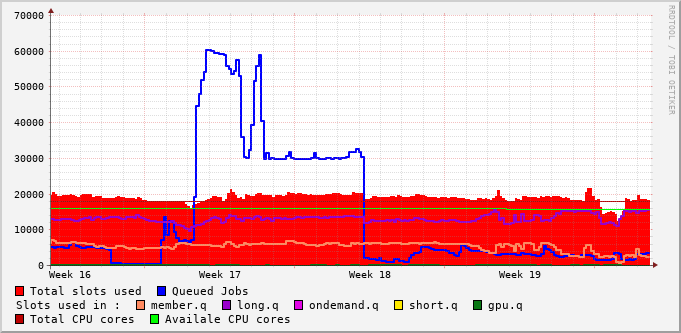 70000
60000
50000
40000
30000
20000
10000
0
Week 16 Week 17 Week 18 Week 19
RRDTOOL / TOBI OETIKER
Total slots used Queued Jobs
Slots used in : member.q long.q ondemand.q short.q gpu.q
Total CPU cores Availale CPU cores